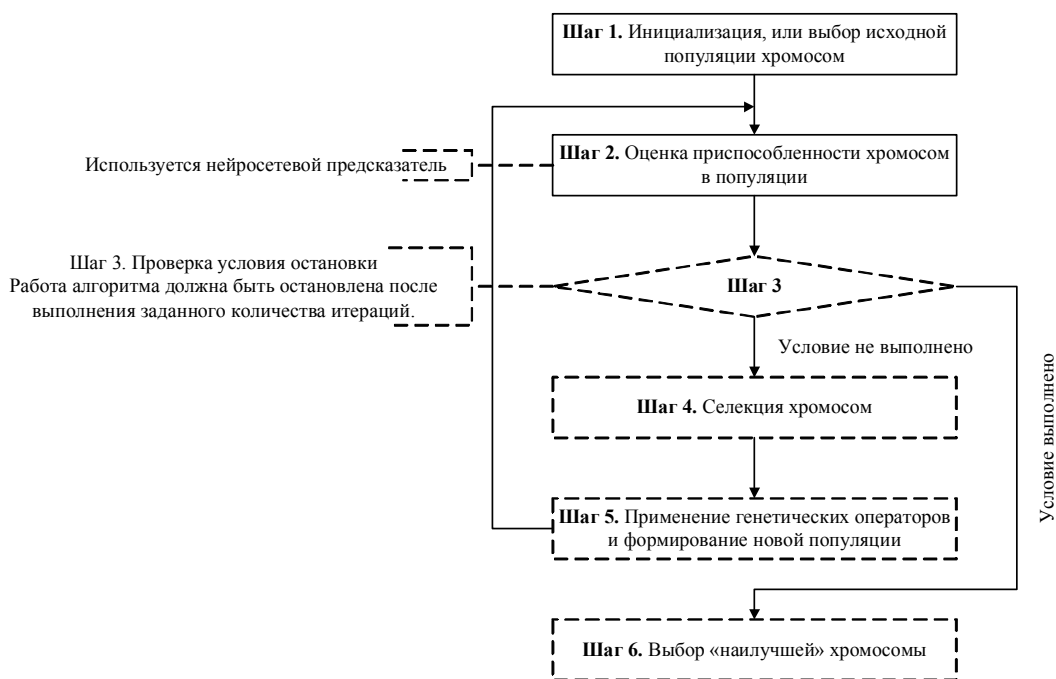 Шаг 1. Инициализация, или выбор исходной
популяции хромосом
Используется нейросетевой предсказатель
Шаг 2. Оценка приспособленности хромосом
в популяции
Шаг 3. Проверка условия остановки
Работа алгоритма должна быть остановлена после
выполнения заданного количества итераций.
Шаг 3
Условие не выполнено
Шаг 4. Селекция хромосом
Условие выполнено
Шаг 5. Применение генетических операторов
и формирование новой популяции
Шаг 6. Выбор «наилучшей» хромосомы